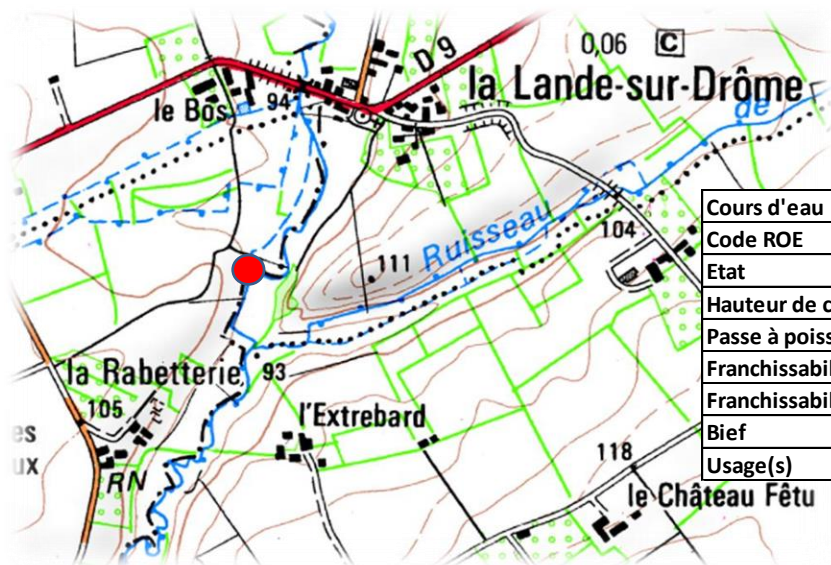 0,06 C
D 9
la Lande-sur-Drôme
le Bos
94
de
Ruisseau
104
111
la Rabetterie
93
105
l'Extrebard
es
ux
RN
118
le Château Fêtu
Cours d'eau
Code ROE
Etat
Hauteur de c
Passe à poiss
Franchissabil
Franchissabil
Bief
Usage(s)